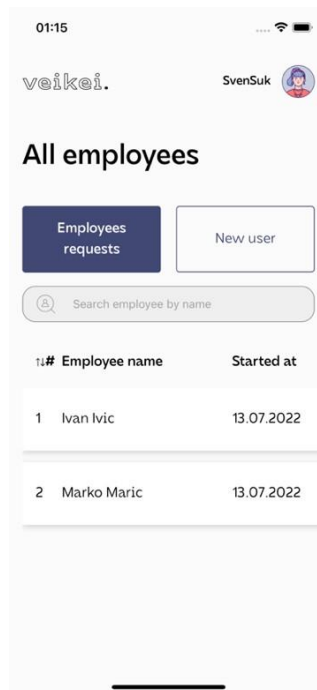 01:15
veikei.
SvenSuk
All employees
Employees
requests
New user
Search employee by name
↑↓# Employee name Started at
1 Ivan Ivic 13.07.2022
2 Marko Maric 13.07.2022